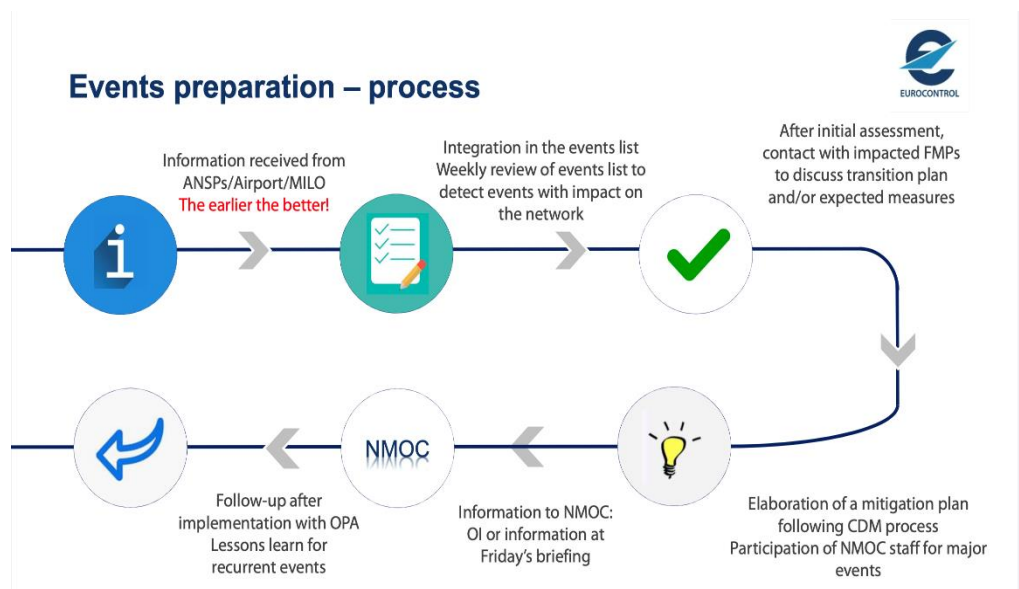 Events preparation – process
EUROCONTROL
Information received from
ANSPs/Airport/MILO
The earlier the better!
Integration in the events list
Weekly review of events list to
detect events with impact on
the network
After initial assessment,
contact with impacted FMPs
to discuss transition plan
and/or expected measures
i
Elaboration of a mitigation plan
following CDM process
Participation of NMOC staff for major
events
NMOC
Information to NMOC:
OI or information at
Friday's briefing
Follow-up after
implementation with OPA
Lessons learn for
recurrent events